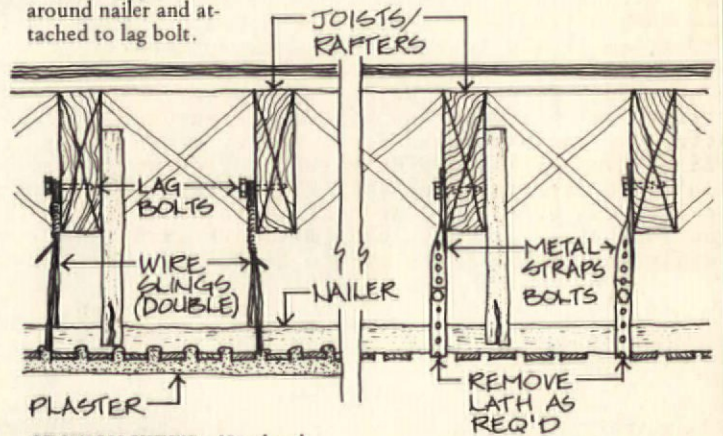 around nailer and at-
tached to lag bolt.
JOISTS/
RAFTERS
LAG
BOLTS
WIRE
SLINGS
(DOUBLE)
NAILER
METAL
STRAPS
BOLTS
PLASTER
REMOVE
LATH AS
REQ'D